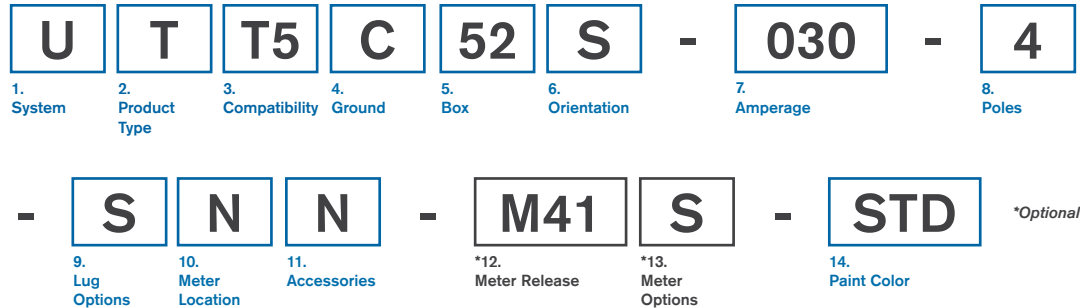 U T T5 C 52 S - 030 - 4
1. System
2. Product Type
3. Compatibility
4. Ground
5. Box
6. Orientation
7. Amperage
8. Poles
- S N N - M41 S - STD *Optional
9. Lug Options
10. Meter Location
11. Accessories
*12. Meter Release
*13. Meter Options
14. Paint Color